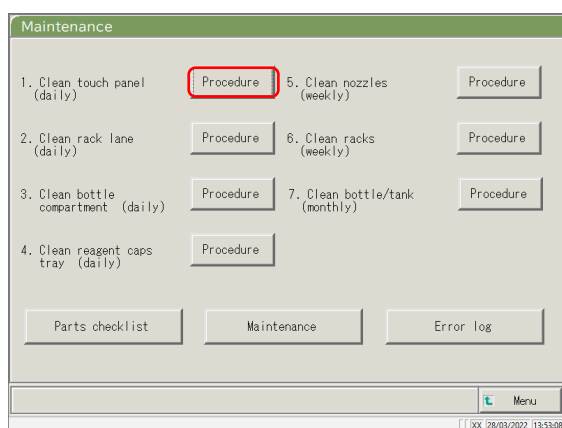 Maintenance
1. Clean touch panel
(daily)
Procedure
5. Clean nozzles
(weekly)
Procedure
2. Clean rack lane
(daily)
Procedure
6. Clean racks
(weekly)
Procedure
3. Clean bottle
compartment (daily)
Procedure
7. Clean bottle/tank
(monthly)
Procedure
4. Clean reagent caps
tray (daily)
Procedure
Parts checklist
Maintenance
Error log
Menu
XX 28/03/2022 13:53:08